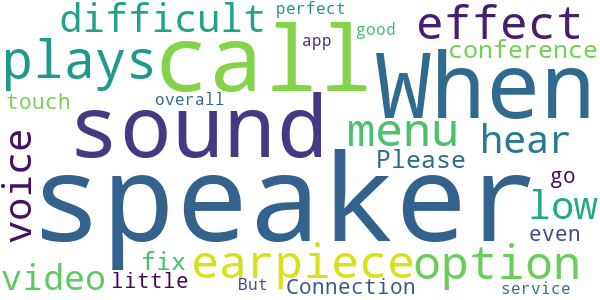 difficult perfect effect
plays call app good conference
touch overall When
sound menu hear
voice speaker Please go
low
fix earpiece option even
video little But Connection service